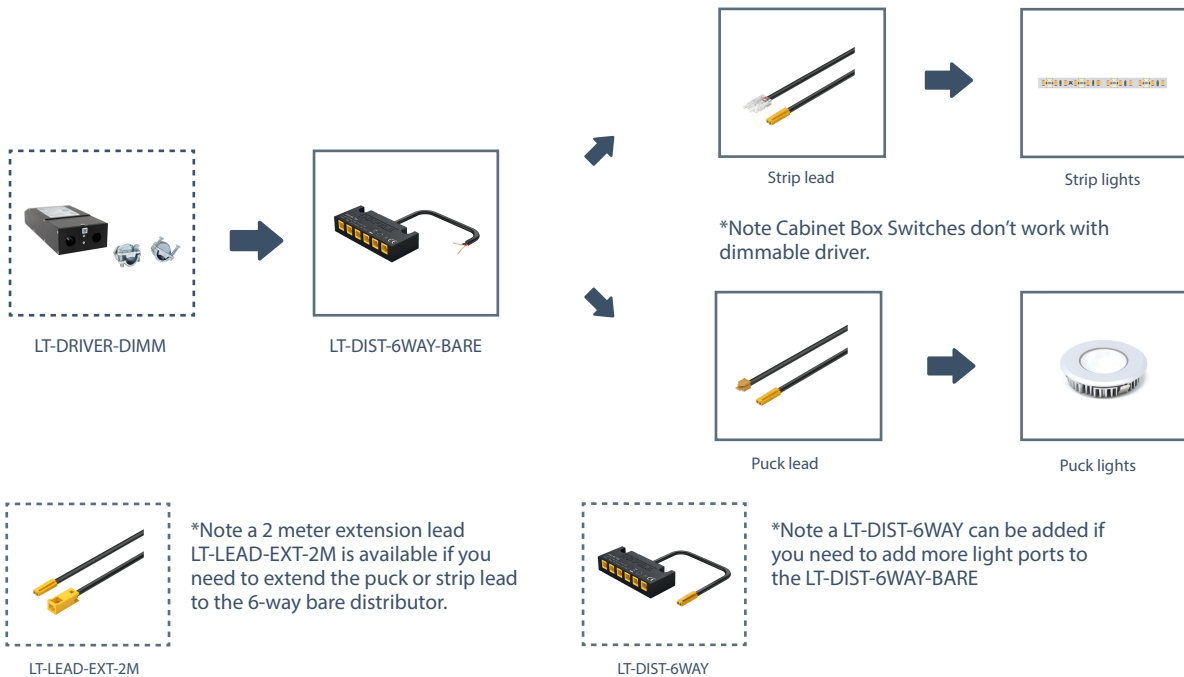 Strip lead
Strip lights
*Note Cabinet Box Switches don’t work with
dimmable driver.
LT-DRIVER-DIMM
LT-DIST-6WAY-BARE
Puck lead
Puck lights
*Note a 2 meter extension lead
LT-LEAD-EXT-2M is available if you
need to extend the puck or strip lead
to the 6-way bare distributor.
LT-LEAD-EXT-2M
*Note a LT-DIST-6WAY can be added if
you need to add more light ports to
the LT-DIST-6WAY-BARE
LT-DIST-6WAY